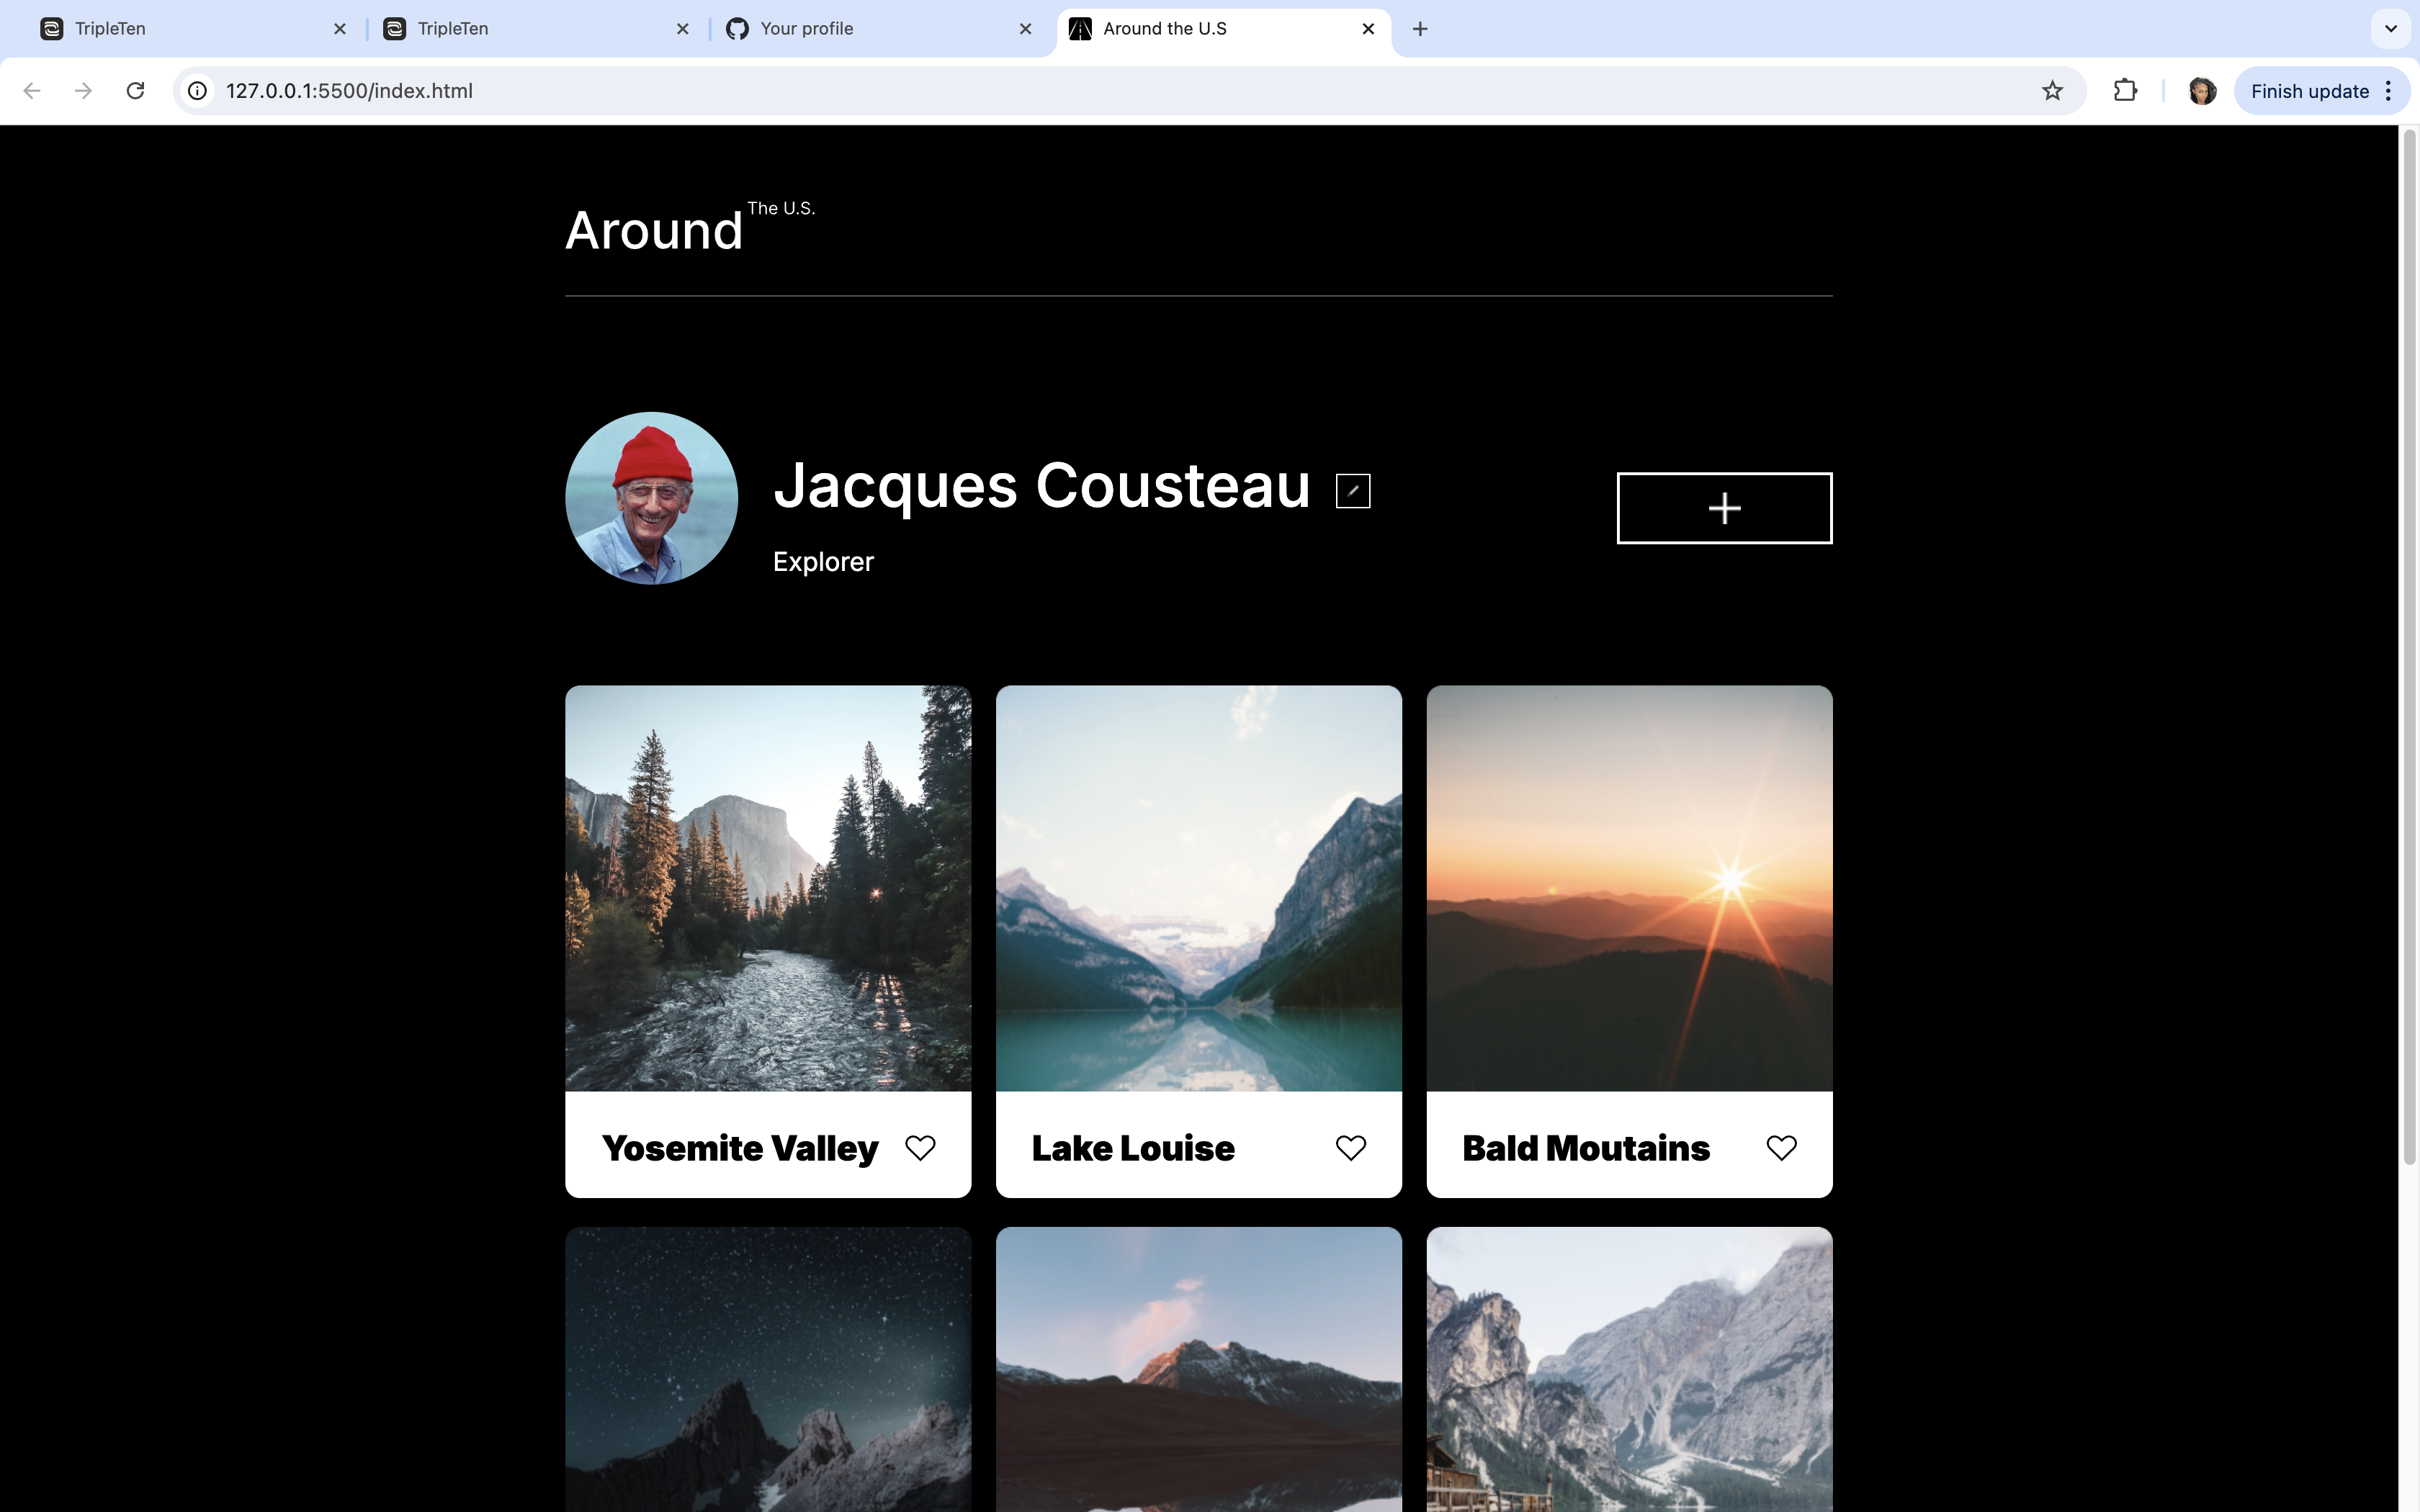 TripleTen
TripleTen
Your profile
Around the U.S
127.0.0.1:5500/index.html
Finish update
Around The U.S.
Jacques Cousteau
Explorer
Yosemite Valley
Lake Louise
Bald Moutains